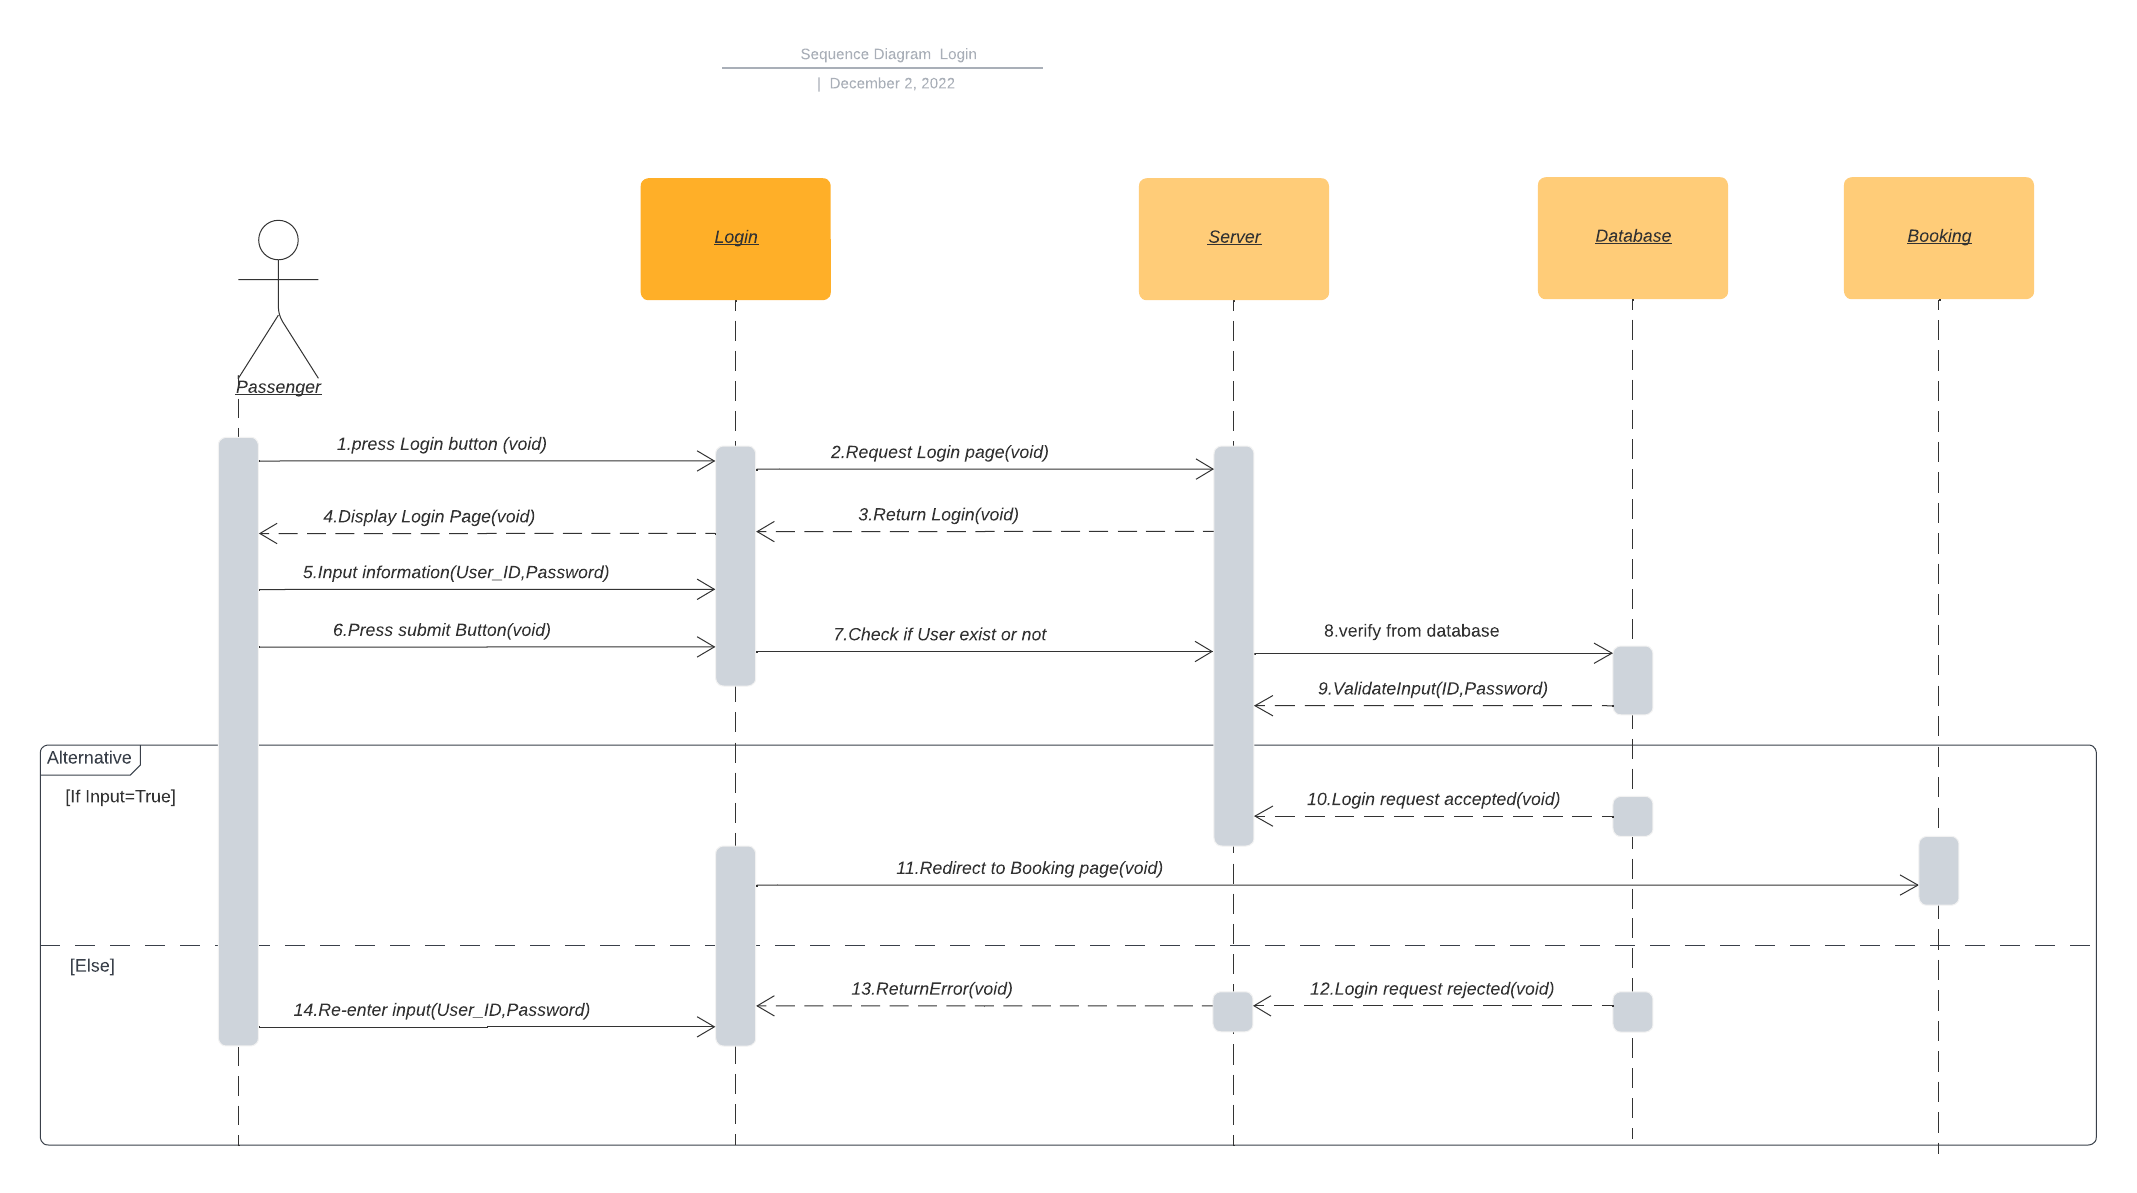 Sequence Diagram  Login
|  December 2, 2022
Login
Server
Database
Booking
Passenger
1.press Login button (void)
2.Request Login page(void)
3.Return Login(void)
4.Display Login Page(void)
5.Input information(User_ID,Password)
6.Press submit Button(void)
7.Check if User exist or not
8.verify from database
9.ValidateInput(ID,Password)
Alternative
[If Input=True]
10.Login request accepted(void)
11.Redirect to Booking page(void)
[Else]
12.Login request rejected(void)
13.ReturnError(void)
14.Re-enter input(User_ID,Password)